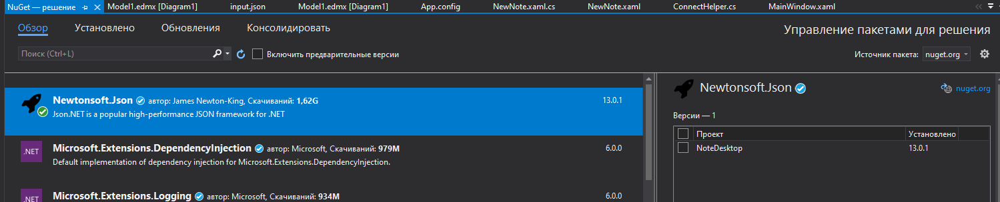 NuGet — решение Model1.edmx [Diagram1] input.json Model1.edmx [Diagram1] App.config NewNote.xaml.cs NewNote.xaml ConnectHelper.cs MainWindow.xaml
Обзор Установлено Обновления Консолидировать
Управление пакетами для решения
Поиск (Ctrl+L) Включить предварительные версии
Источник пакета: nuget.org
Newtonsoft.Json автор: James Newton-King, Скачиваний: 1,62G 13.0.1
Json.NET is a popular high-performance JSON framework for .NET
.NET Microsoft.Extensions.DependencyInjection автор: Microsoft, Скачиваний: 979M 6.0.0
Default implementation of dependency injection for Microsoft.Extensions.DependencyInjection.
.NET Microsoft.Extensions.Logging автор: Microsoft, Скачиваний: 934M 6.0.0
Newtonsoft.Json nuget.org
Версии — 1
Проект Установлено
NoteDesktop 13.0.1